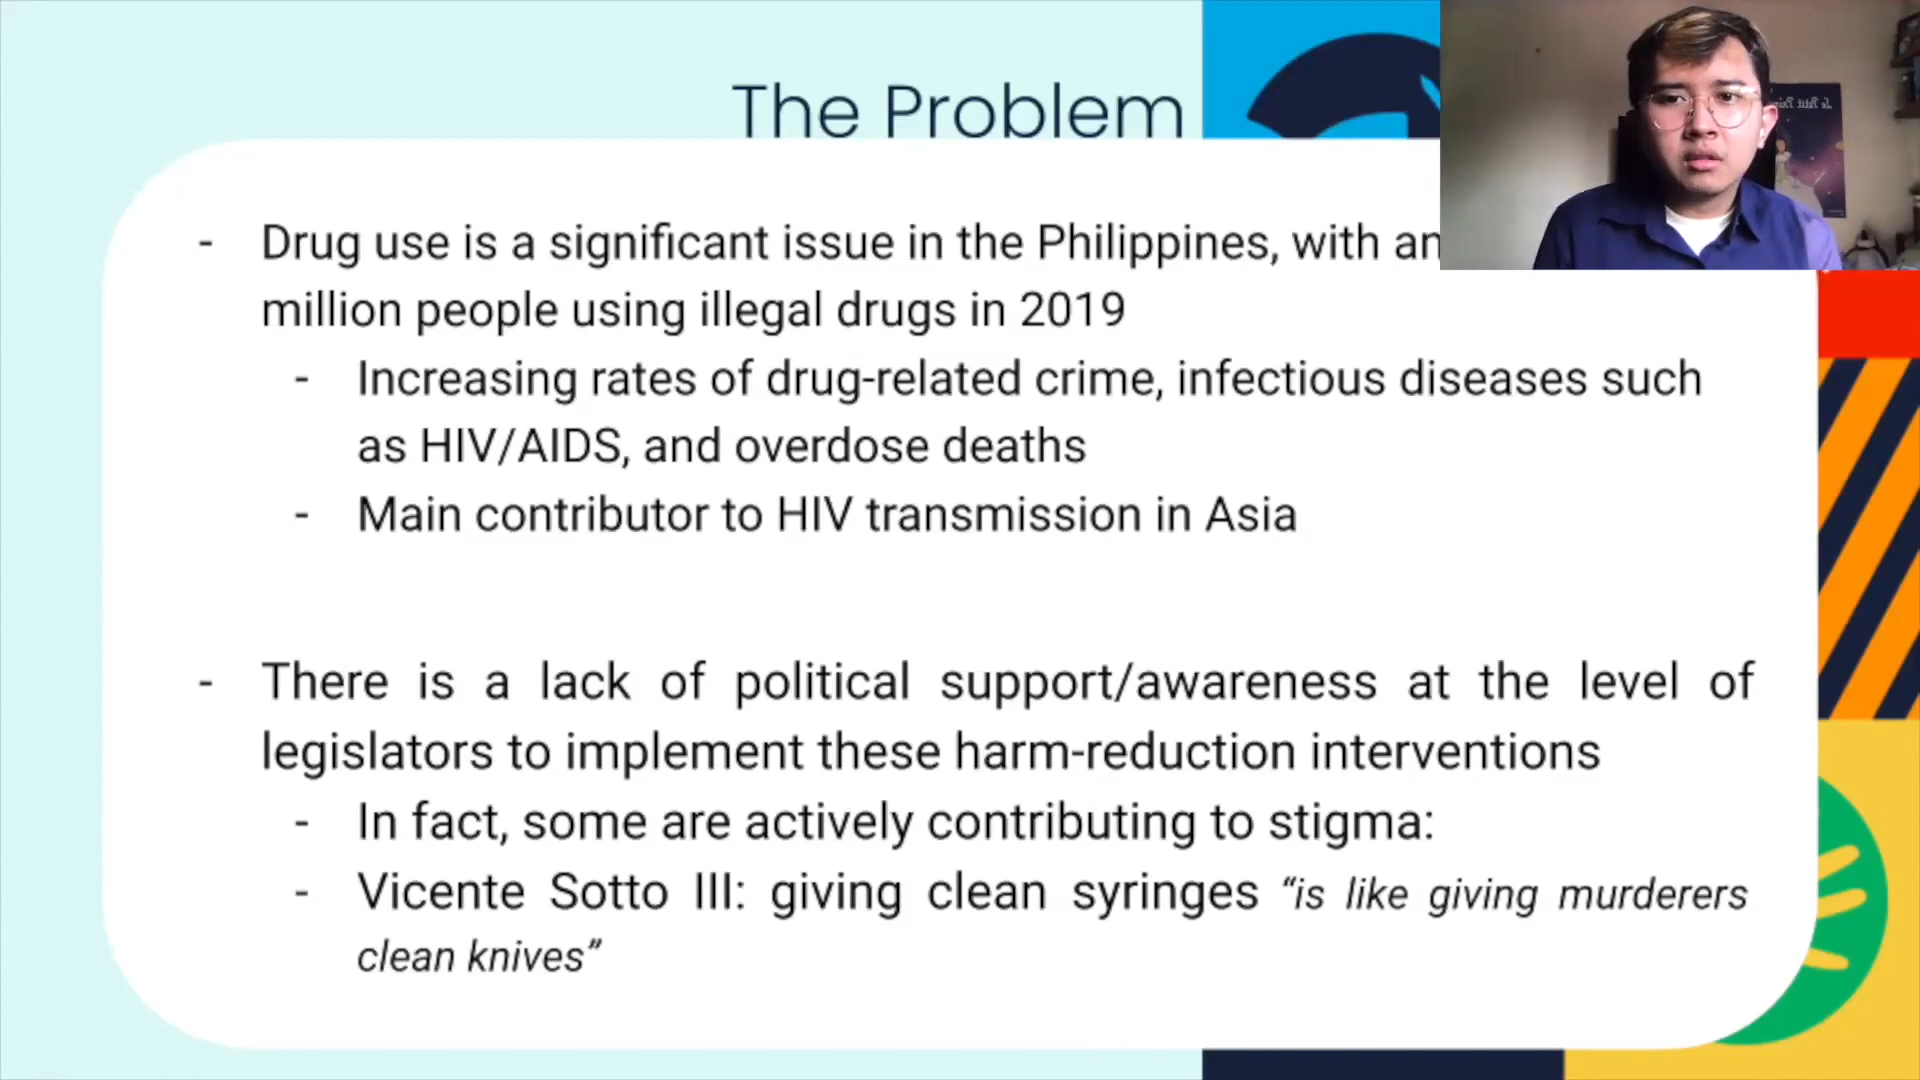 The Problem
- Drug use is a significant issue in the Philippines, with an
million people using illegal drugs in 2019
- Increasing rates of drug-related crime, infectious diseases such
as HIV/AIDS, and overdose deaths
- Main contributor to HIV transmission in Asia
- There is a lack of political support/awareness at the level of
legislators to implement these harm-reduction interventions
- In fact, some are actively contributing to stigma:
- Vicente Sotto III: giving clean syringes “is like giving murderers
clean knives”